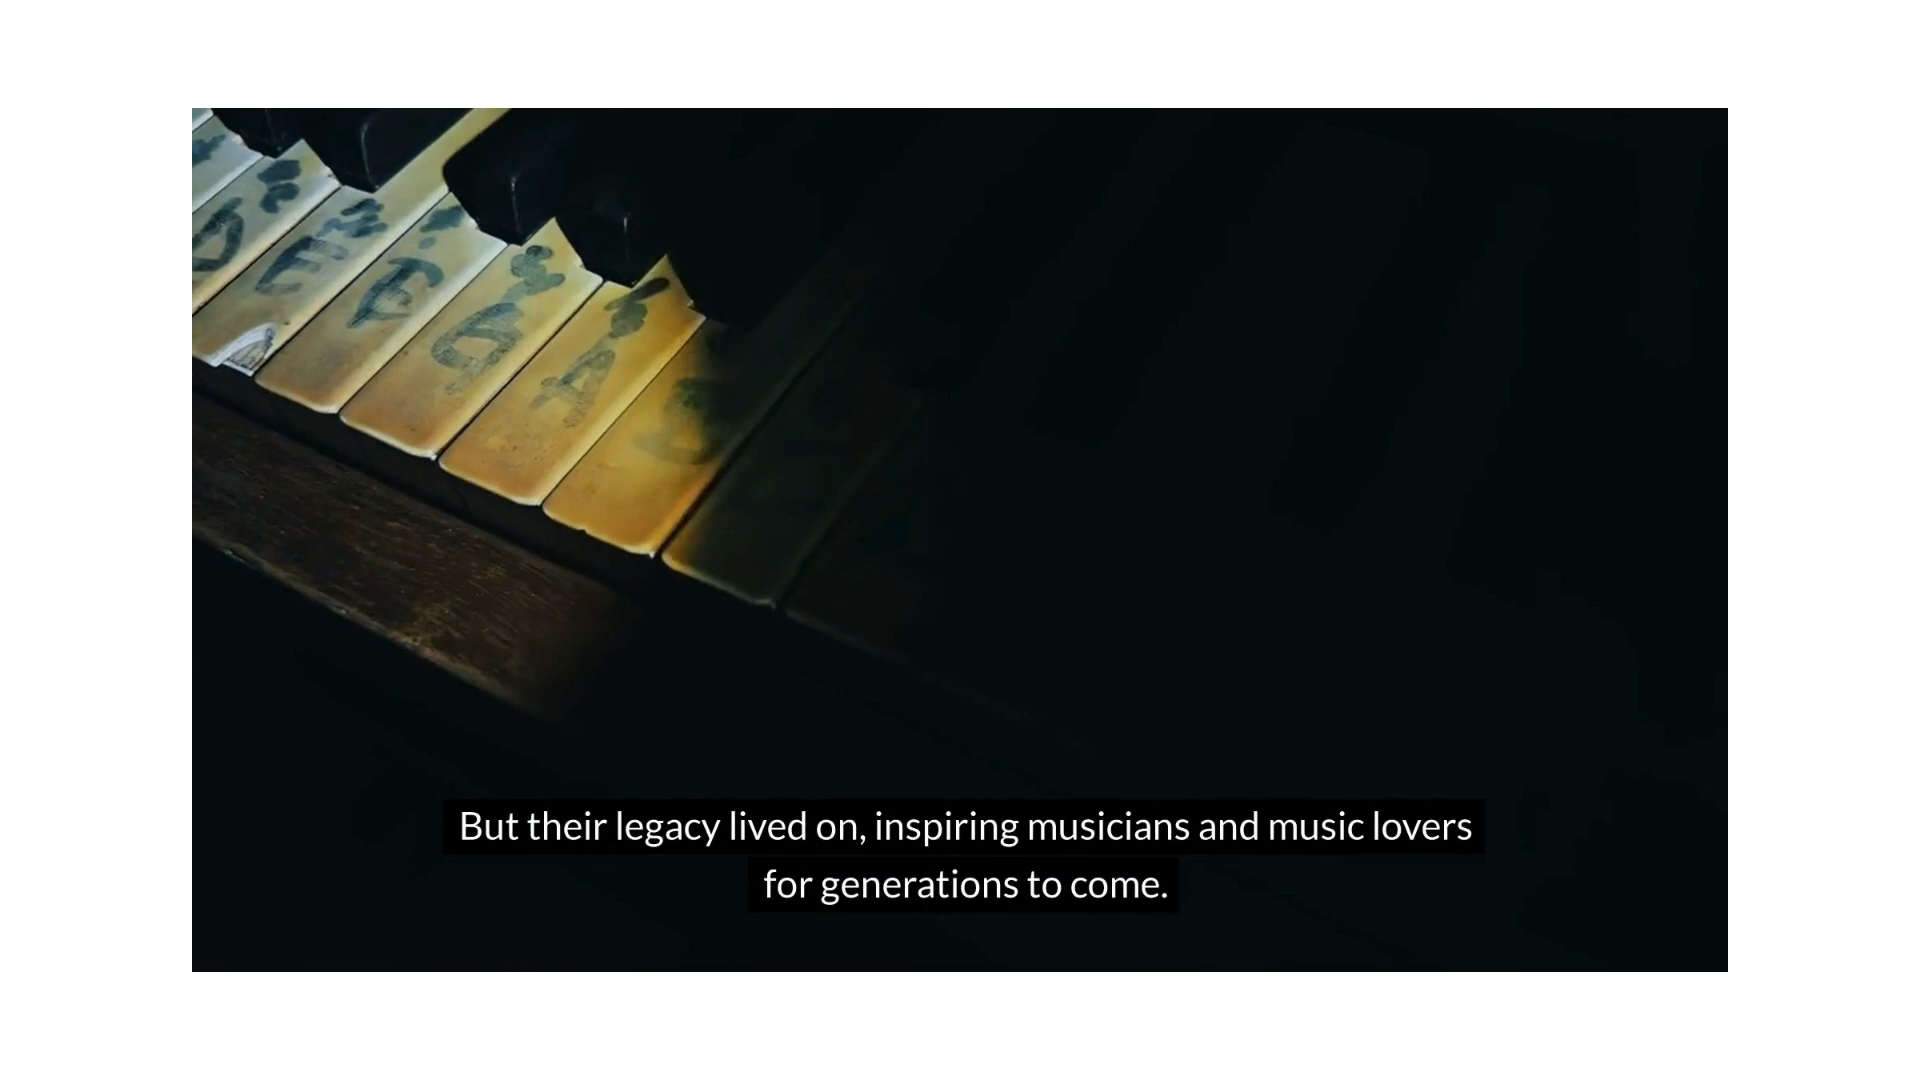 D E F G A B
But their legacy lived on, inspiring musicians and music lovers
for generations to come.